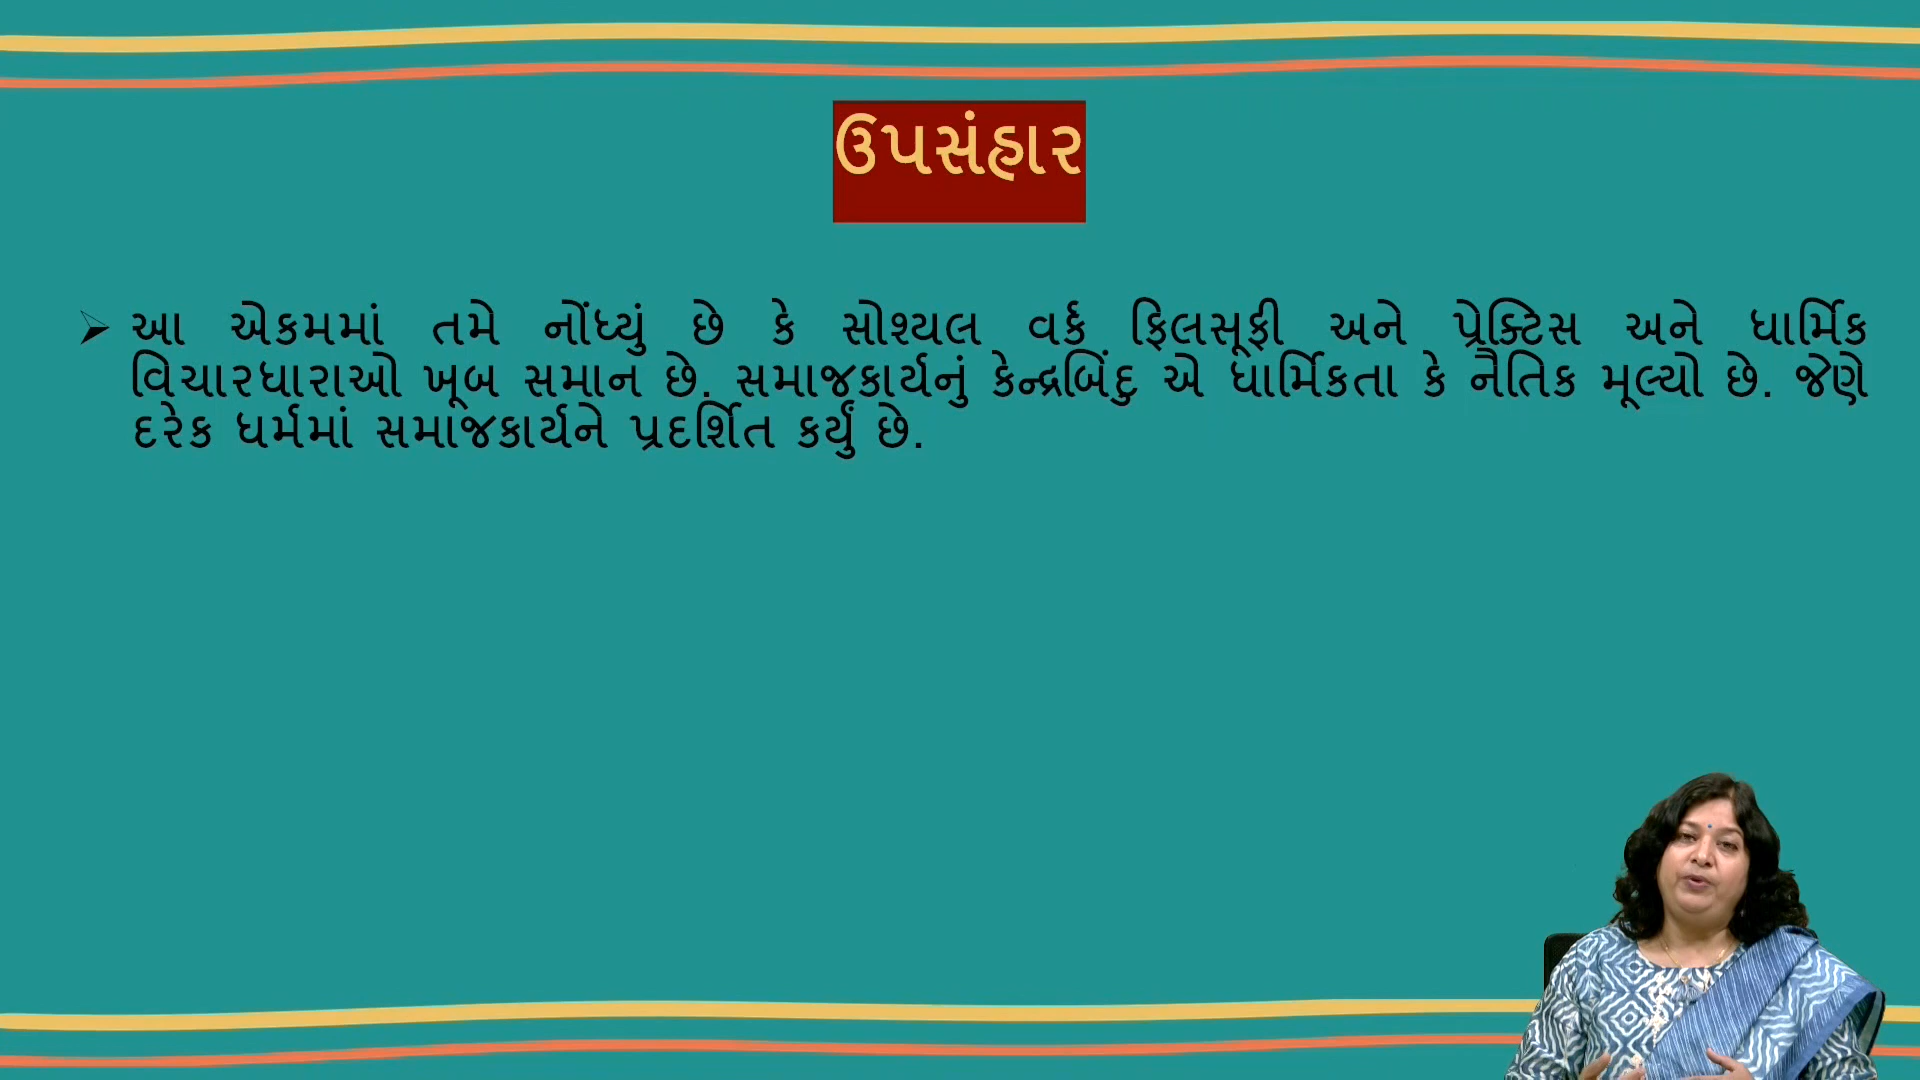 ઉપસંહાર
➢ આ એકમમાં તમે નોંધ્યું છે કે સોશ્યલ વર્ક ફિલસૂફી અને પ્રેક્ટિસ અને ધાર્મિક
વિચારધારાઓ ખૂબ સમાન છે. સમાજકાર્યનું કેન્દ્રબિંદુ એ ધાર્મિકતા કે નૈતિક મૂલ્યો છે. જેણે
દરેક ધર્મમાં સમાજકાર્યને પ્રદર્શિત કર્યું છે.